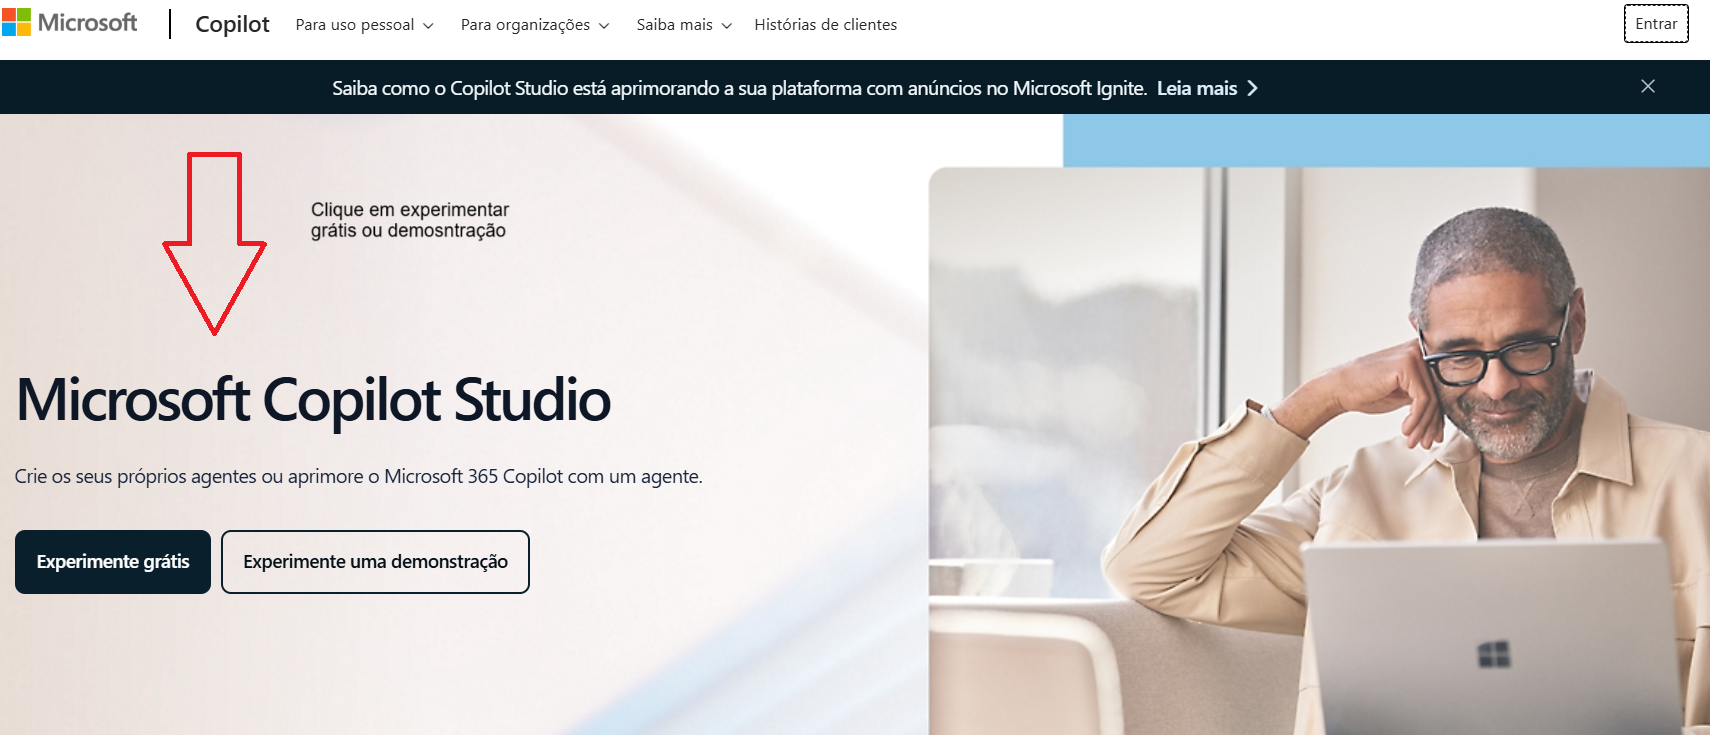 Microsoft
Copilot
Para uso pessoal
Para organizações
Saiba mais
Histórias de clientes
Entrar
Saiba como o Copilot Studio está aprimorando a sua plataforma com anúncios no Microsoft Ignite. Leia mais
Clique em experimentar
grátis ou demosntração
Microsoft Copilot Studio
Crie os seus próprios agentes ou aprimore o Microsoft 365 Copilot com um agente.
Experimente grátis
Experimente uma demonstração